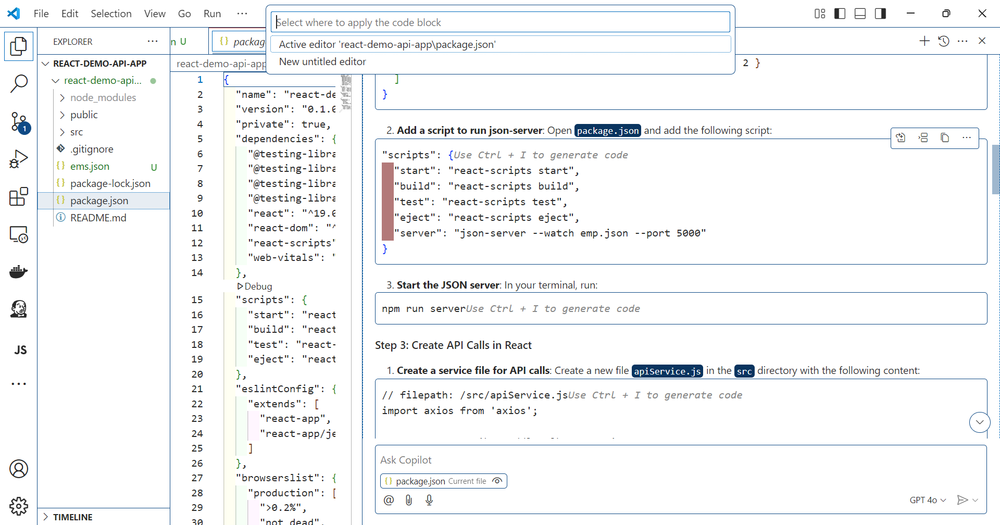 File Edit Selection View Go Run ···
Select where to apply the code block
Active editor 'react-demo-api-app\package.json'
New untitled editor
EXPLORER ···
n U
{} packag
REACT-DEMO-API-APP
react-demo-api...
node_modules
public
src
.gitignore
{} ems.json U
{} package-lock.json
{} package.json
README.md
TIMELINE
1
JS
react-demo-api-app
1 {
2 "name": "react-de
3 "version": "0.1.0
4 "private": true,
5 "dependencies": {
6 "@testing-libra
7 "@testing-libra
8 "@testing-libra
9 "@testing-libra
10 "react": "^19.0
11 "react-dom": "^
12 "react-scripts"
13 "web-vitals": "
14 },
Debug
15 "scripts": {
16 "start": "react
17 "build": "react
18 "test": "react-
19 "eject": "react
20 },
21 "eslintConfig": {
22 "extends": [
23 "react-app",
24 "react-app/je
25 ]
26 },
27 "browserslist": {
28 "production": [
29 ">0.2%",
30 "not dead",
2 }
]
}
2. Add a script to run json-server: Open package.json and add the following script:
"scripts": {Use Ctrl + I to generate code
"start": "react-scripts start",
"build": "react-scripts build",
"test": "react-scripts test",
"eject": "react-scripts eject",
"server": "json-server --watch emp.json --port 5000"
}
3. Start the JSON server: In your terminal, run:
npm run serverUse Ctrl + I to generate code
Step 3: Create API Calls in React
1. Create a service file for API calls: Create a new file apiService.js in the src directory with the following content:
// filepath: /src/apiService.jsUse Ctrl + I to generate code
import axios from 'axios';
Ask Copilot
{} package.json Current file
@
GPT 4o